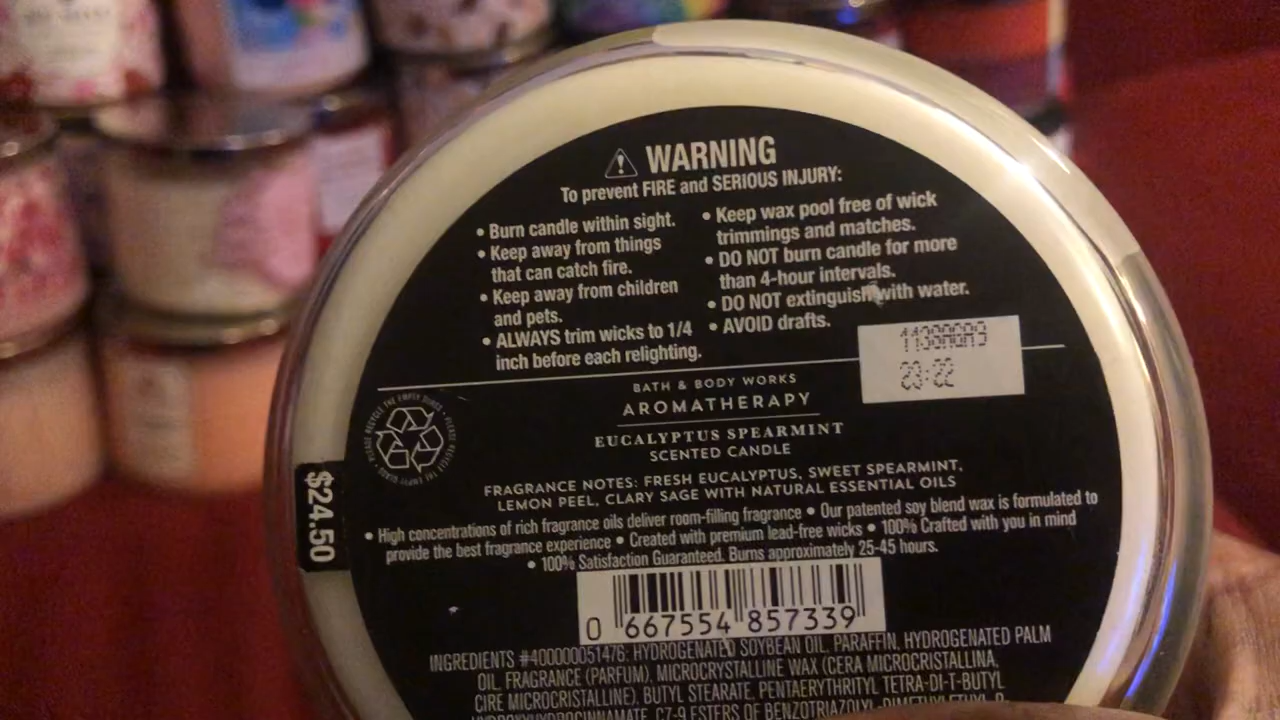 WARNING
To prevent FIRE and SERIOUS INJURY:
• Burn candle within sight.
• Keep away from things
that can catch fire.
• Keep away from children
and pets.
• ALWAYS trim wicks to 1/4
inch before each relighting.
• Keep wax pool free of wick
trimmings and matches.
• DO NOT burn candle for more
than 4-hour intervals.
• DO NOT extinguish with water.
• AVOID drafts.
23:22
BATH & BODY WORKS
AROMATHERAPY
EUCALYPTUS SPEARMINT
SCENTED CANDLE
FRAGRANCE NOTES: FRESH EUCALYPTUS, SWEET SPEARMINT,
LEMON PEEL, CLARY SAGE WITH NATURAL ESSENTIAL OILS
• High concentrations of rich fragrance oils deliver room-filling fragrance • Our patented soy blend wax is formulated to
provide the best fragrance experience • Created with premium lead-free wicks • 100% Crafted with you in mind
• 100% Satisfaction Guaranteed. Burns approximately 25-45 hours.
$24.50
0 667554 857339
INGREDIENTS #400000051476: HYDROGENATED SOYBEAN OIL, PARAFFIN, HYDROGENATED PALM
OIL, FRAGRANCE (PARFUM), MICROCRYSTALLINE WAX (CERA MICROCRISTALLINA,
CIRE MICROCRISTALLINE), BUTYL STEARATE, PENTAERYTHRITYL TETRA-DI-T-BUTYL
HYDROXYHYDROCINNAMATE, C7-9 ESTERS OF